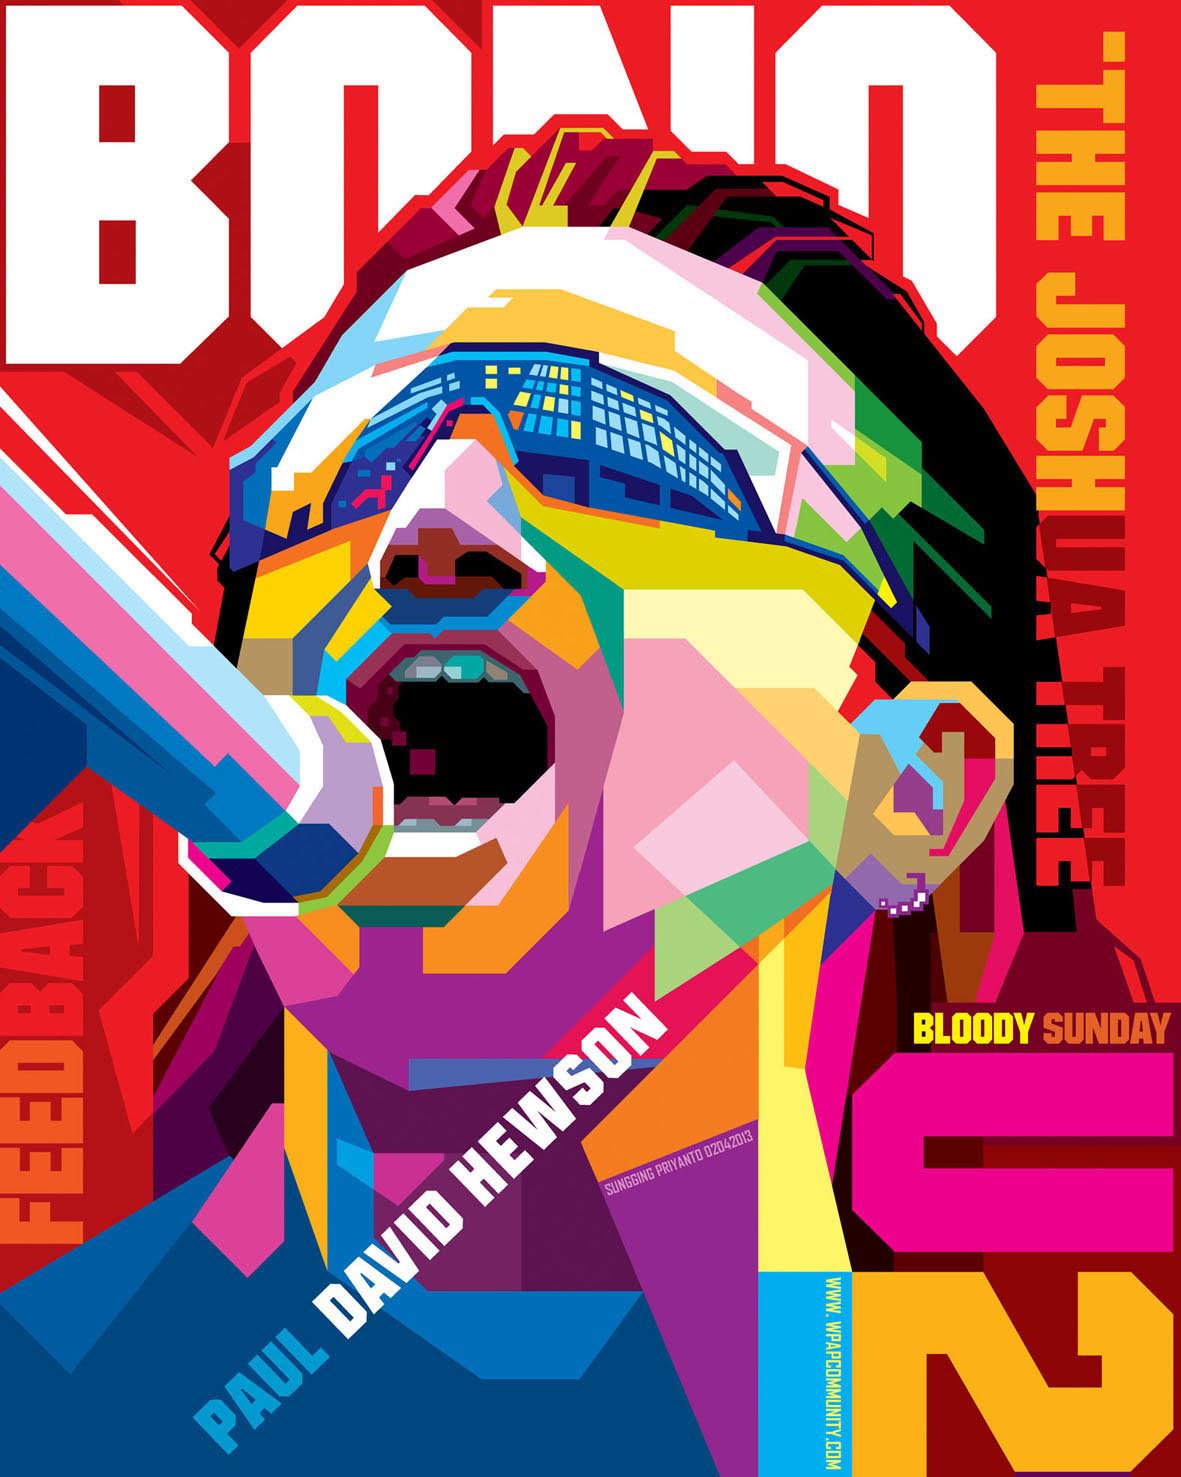 BONO
THE JOSHUA TREE
FEEDBACK
BLOODY SUNDAY
U2
PAUL DAVID HEWSON
SUNGGING PRIYANTO 02042013
WWW. WPAPCOMMUNITY.COM